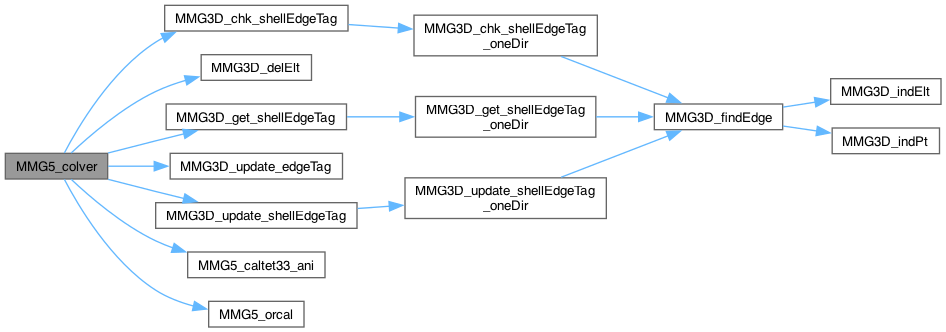 MMG5_colver
MMG3D_chk_shellEdgeTag
MMG3D_delElt
MMG3D_get_shellEdgeTag
MMG3D_update_edgeTag
MMG3D_update_shellEdgeTag
MMG5_caltet33_ani
MMG5_orcal
MMG3D_chk_shellEdgeTag
_oneDir
MMG3D_get_shellEdgeTag
_oneDir
MMG3D_update_shellEdgeTag
_oneDir
MMG3D_findEdge
MMG3D_indElt
MMG3D_indPt